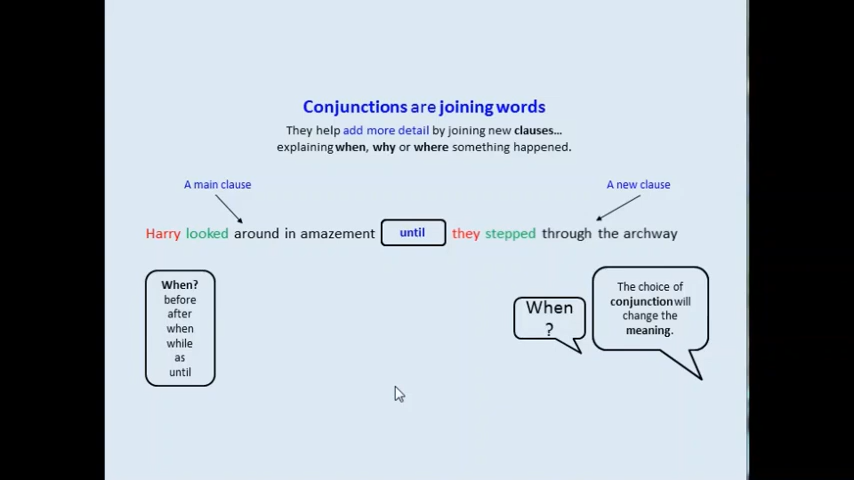 Conjunctions are joining words
They help add more detail by joining new clauses…
explaining when, why or where something happened.
A main clause
A new clause
Harry looked around in amazement until they stepped through the archway
When?
before
after
when
while
as
until
When
?
The choice of
conjunction will
change the
meaning.